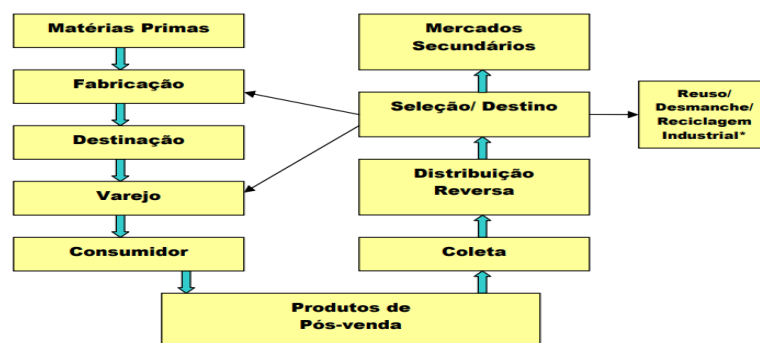 Matérias Primas
Fabricação
Destinação
Varejo
Consumidor
Produtos de
Pós-venda
Coleta
Distribuição
Reversa
Seleção/ Destino
Mercados
Secundários
Reuso/
Desmanche/
Reciclagem
Industrial*